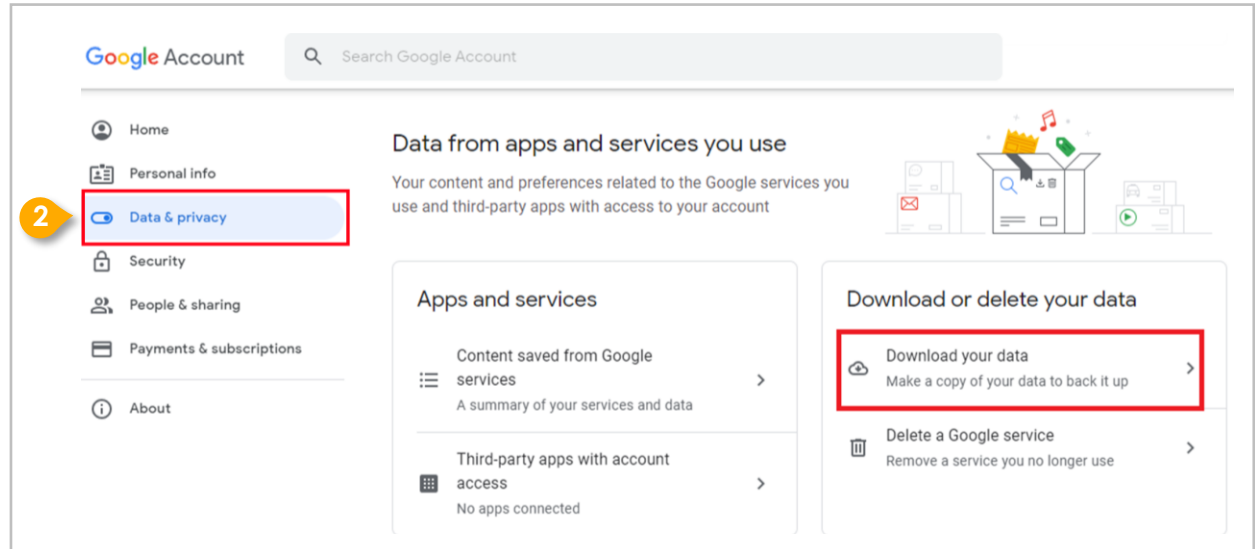 Google Account
Search Google Account
Home
Personal info
2
Data & privacy
Security
People & sharing
Payments & subscriptions
About
Data from apps and services you use
Your content and preferences related to the Google services you
use and third-party apps with access to your account
Apps and services
Content saved from Google
services
A summary of your services and data
Third-party apps with account
access
No apps connected
Download or delete your data
Download your data
Make a copy of your data to back it up
Delete a Google service
Remove a service you no longer use